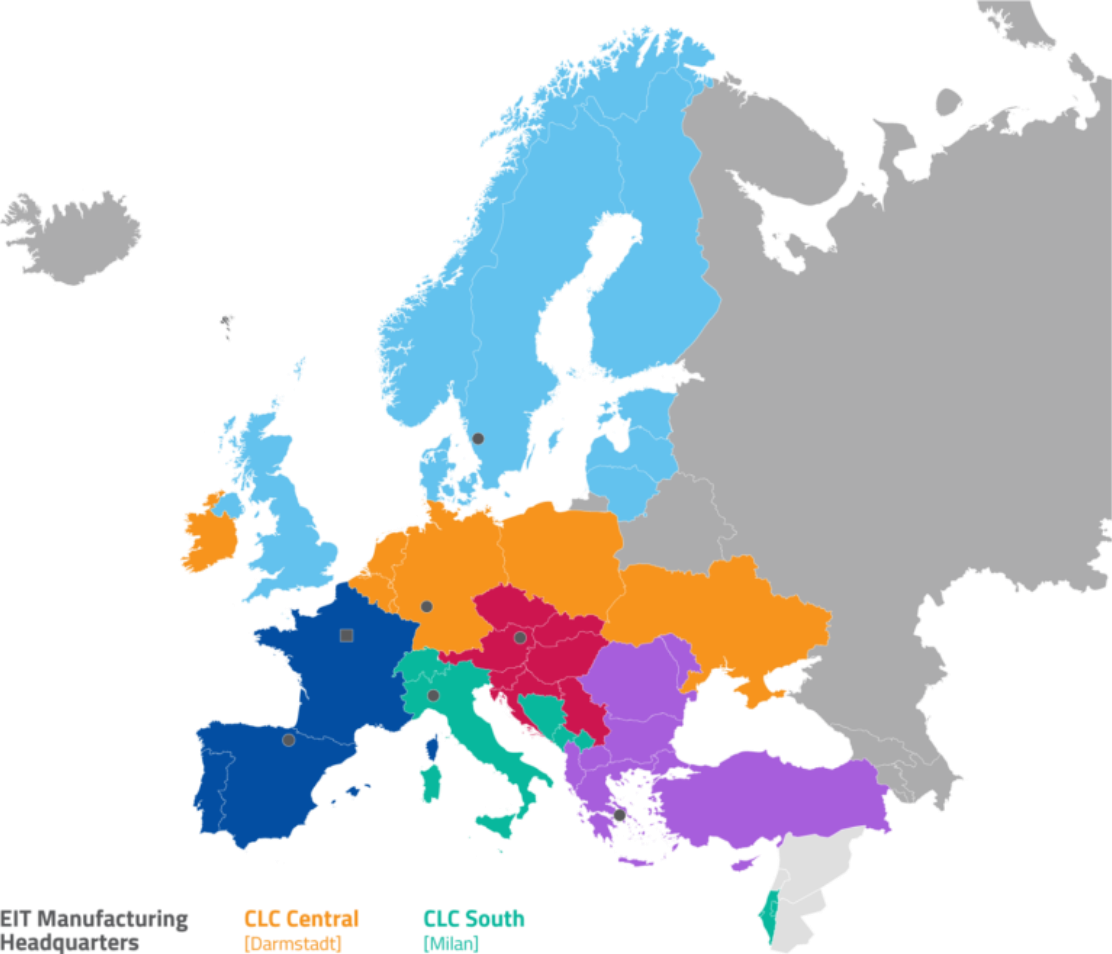 EIT Manufacturing
Headquarters
CLC Central
[Darmstadt]
CLC South
[Milan]